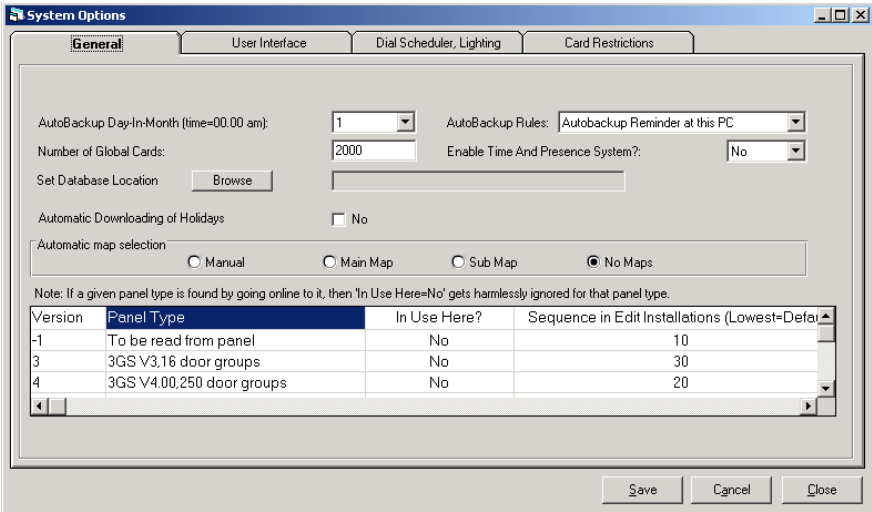 System Options
General User Interface Dial Scheduler, Lighting Card Restrictions
AutoBackup Day-In-Month (time=00.00 am): 1 AutoBackup Rules: Autobackup Reminder at this PC
Number of Global Cards: 2000 Enable Time And Presence System?: No
Set Database Location Browse
Automatic Downloading of Holidays No
Automatic map selection
Manual Main Map Sub Map No Maps
Note: If a given panel type is found by going online to it, then 'In Use Here=No' gets harmlessly ignored for that panel type.
Version Panel Type In Use Here? Sequence in Edit Installations (Lowest=Defau
-1 To be read from panel No 10
3 3GS V3,16 door groups No 30
4 3GS V4.00,250 door groups No 20
Save Cancel Close